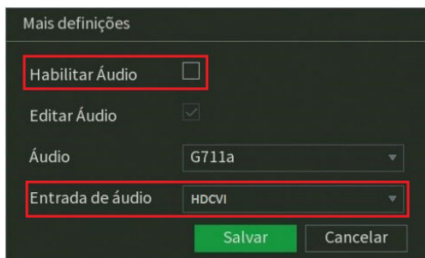 Mais definições
Habilitar Áudio
Editar Áudio
Áudio G711a
Entrada de áudio HDCVI
Salvar Cancelar